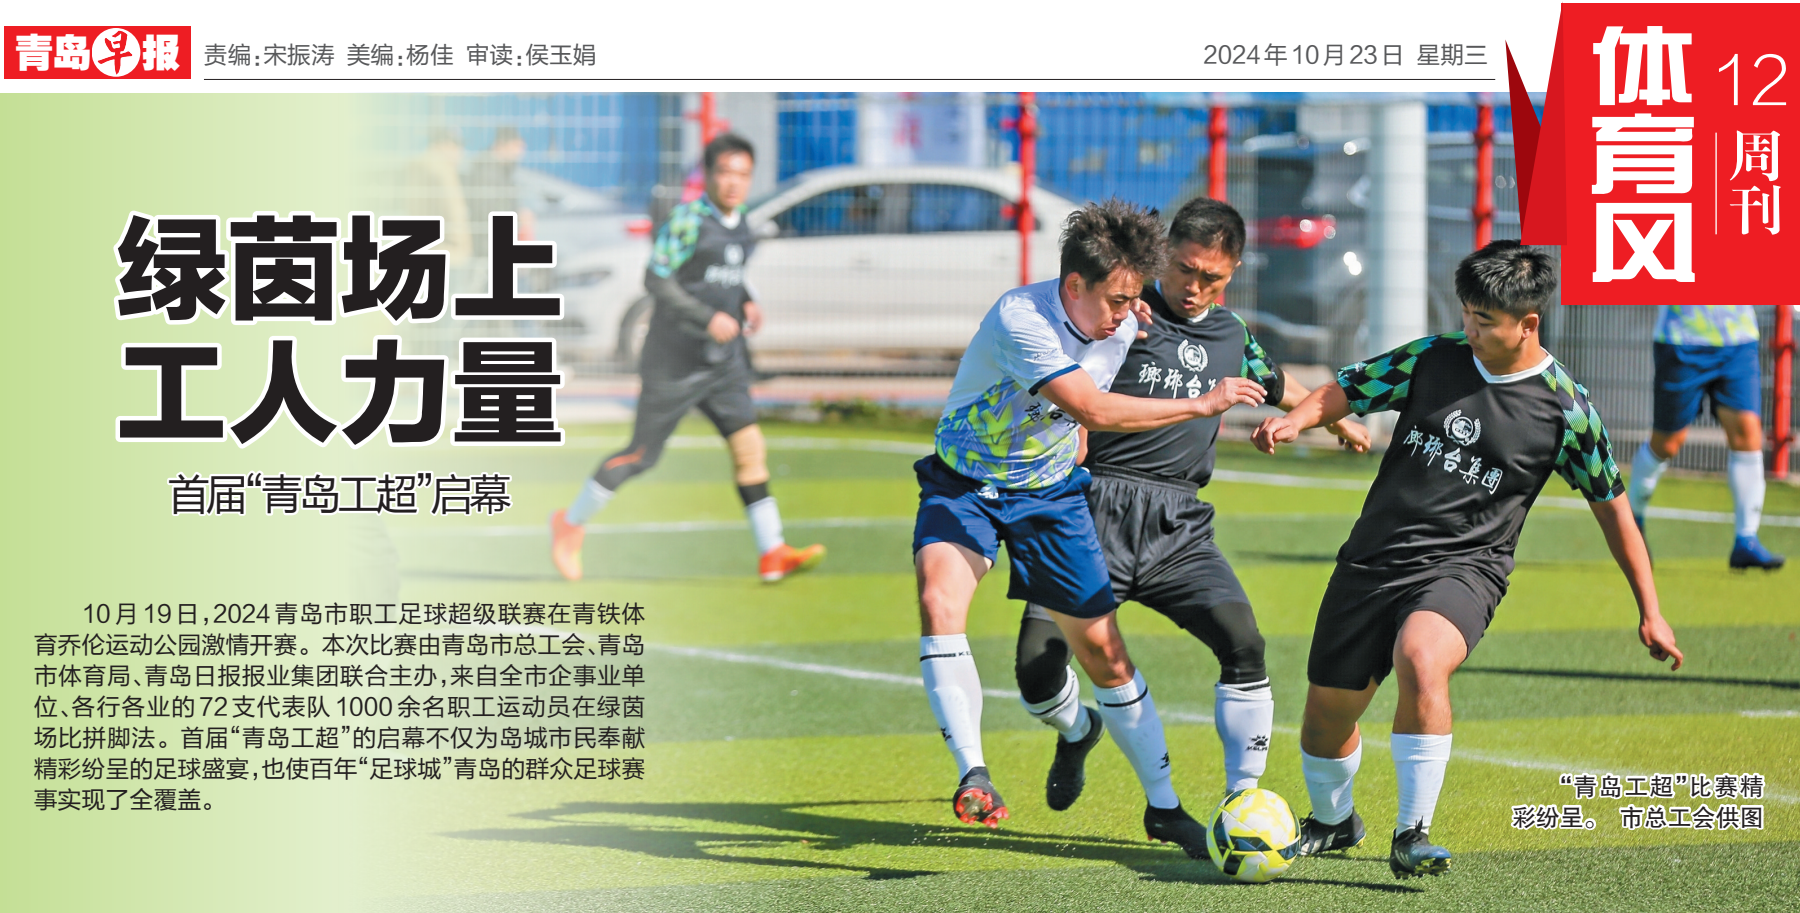 青岛早报
责编:宋振涛 美编:杨佳 审读:侯玉娟
2024年10月23日 星期三
体育风
12
周刊
绿茵场上
工人力量
首届“青岛工超”启幕
10月19日,2024青岛市职工足球超级联赛在青铁体
育乔伦运动公园激情开赛。本次比赛由青岛市总工会、青岛
市体育局、青岛日报报业集团联合主办,来自全市企事业单
位、各行各业的72支代表队1000余名职工运动员在绿茵
场比拼脚法。首届“青岛工超”的启幕不仅为岛城市民奉献
精彩纷呈的足球盛宴,也使百年“足球城”青岛的群众足球赛
事实现了全覆盖。
瑯琊台
瑯琊台集團
KELME
“青岛工超”比赛精
彩纷呈。 市总工会供图